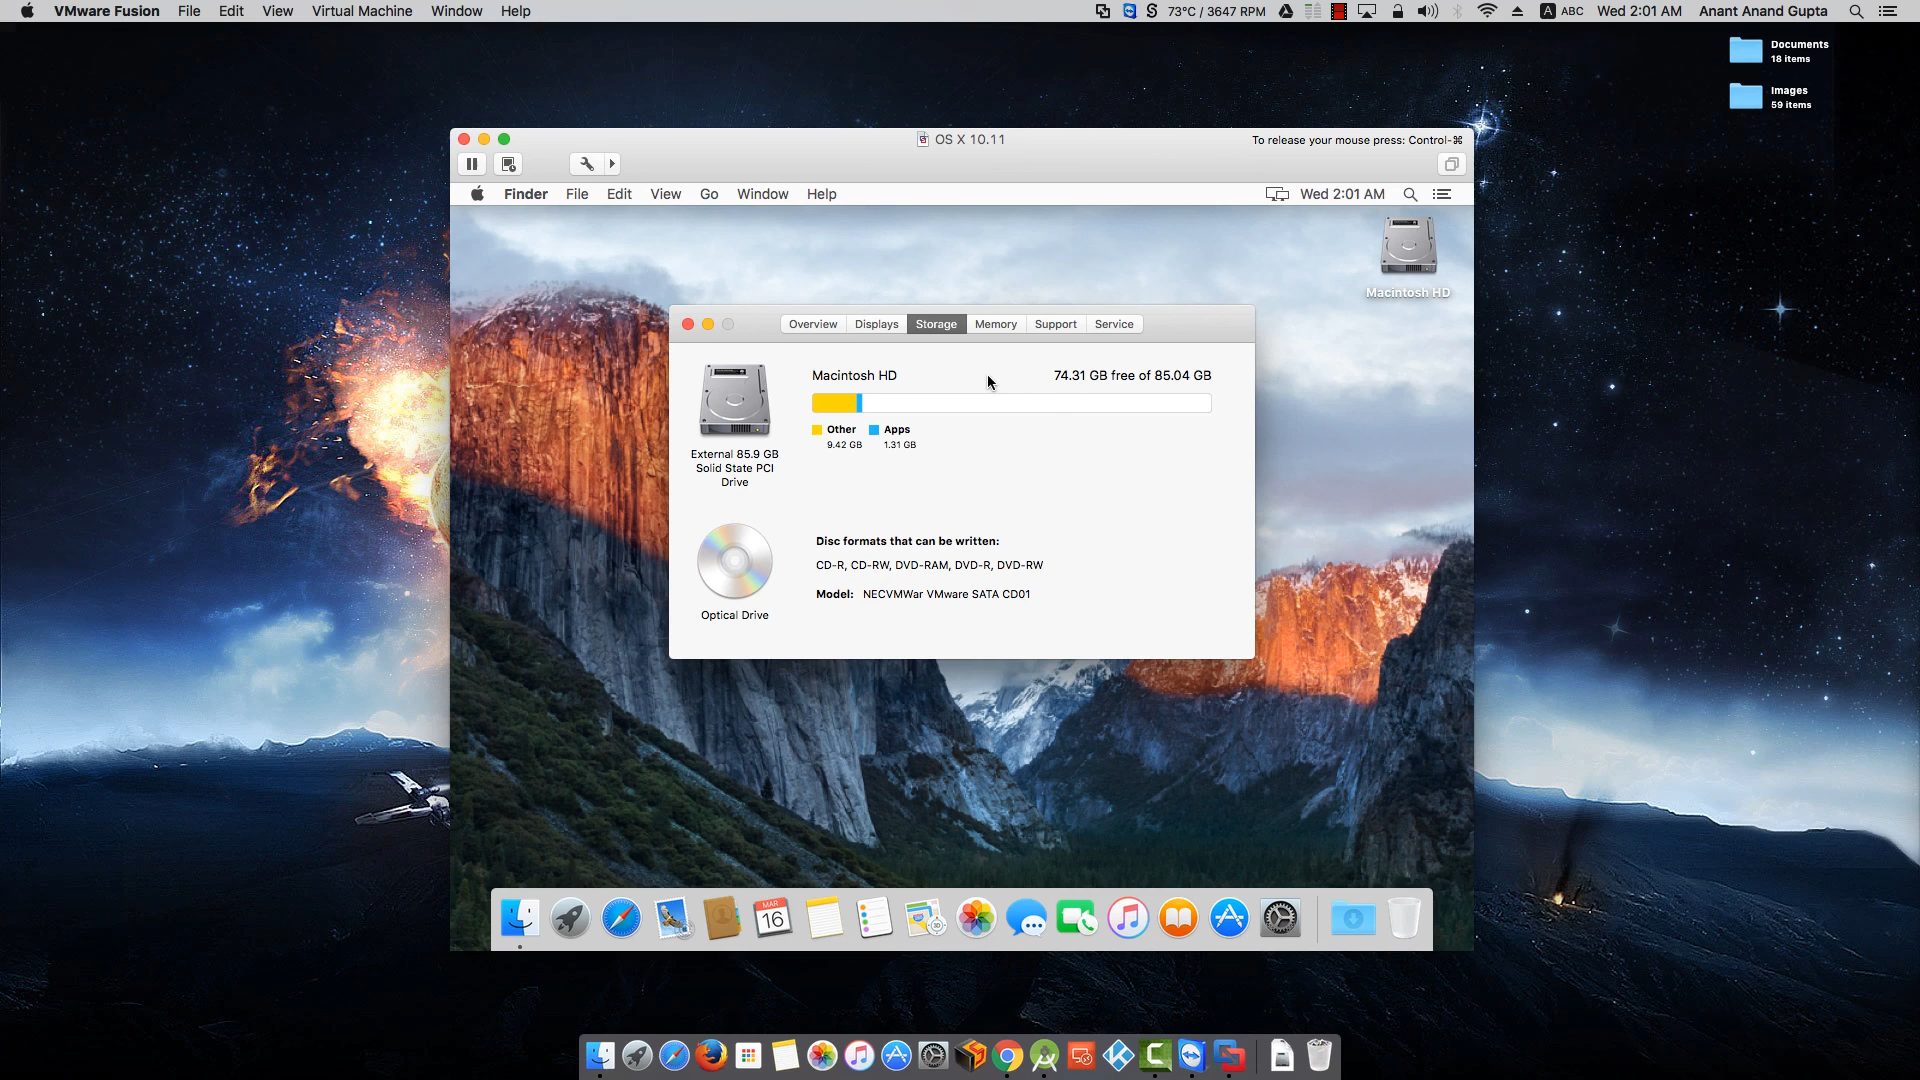 VMware Fusion File Edit View Virtual Machine Window Help
73°C / 3647 RPM A ABC Wed 2:01 AM Anant Anand Gupta
Documents
18 items
Images
59 items
OS X 10.11
To release your mouse press: Control-⌘
Finder File Edit View Go Window Help
Wed 2:01 AM
Macintosh HD
Overview Displays Storage Memory Support Service
Macintosh HD 74.31 GB free of 85.04 GB
Other Apps
9.42 GB 1.31 GB
External 85.9 GB
Solid State PCI
Drive
Disc formats that can be written:
CD-R, CD-RW, DVD-RAM, DVD-R, DVD-RW
Model: NECVMWar VMware SATA CD01
Optical Drive
MAR
16
3D